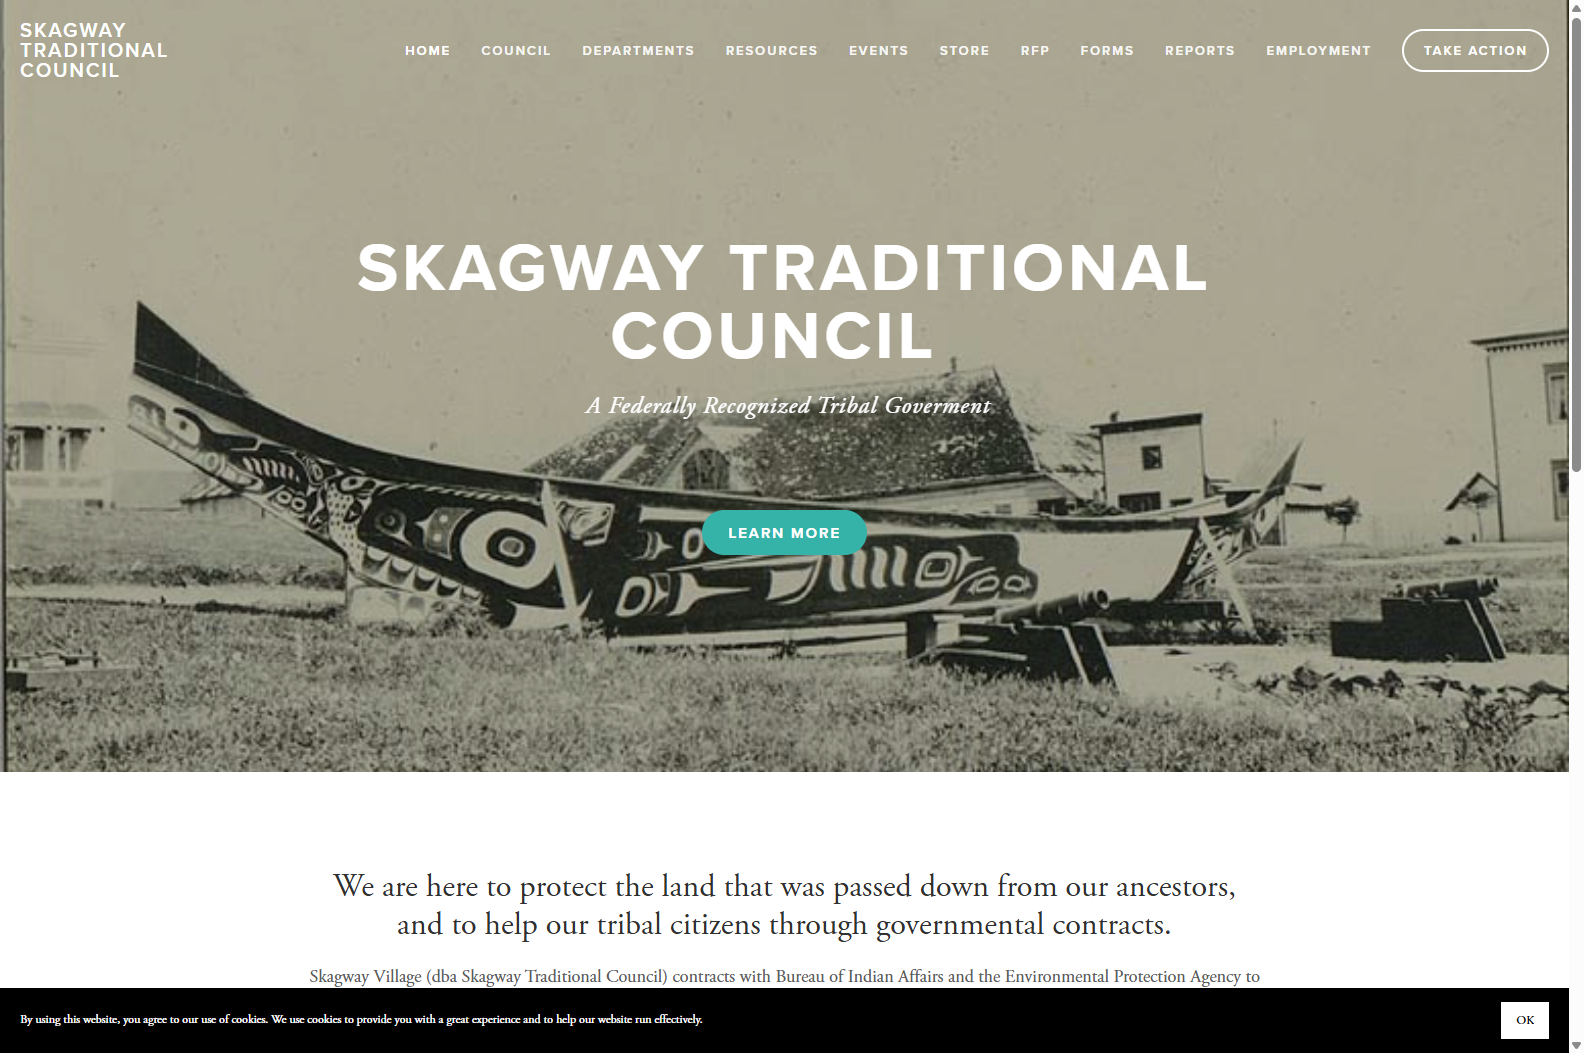 SKAGWAY
TRADITIONAL
COUNCIL
HOME COUNCIL DEPARTMENTS RESOURCES EVENTS STORE RFP FORMS REPORTS EMPLOYMENT TAKE ACTION
SKAGWAY TRADITIONAL
COUNCIL
A Federally Recognized Tribal Goverment
LEARN MORE
We are here to protect the land that was passed down from our ancestors,
and to help our tribal citizens through governmental contracts.
Skagway Village (dba Skagway Traditional Council) contracts with Bureau of Indian Affairs and the Environmental Protection Agency to
By using this website, you agree to our use of cookies. We use cookies to provide you with a great experience and to help our website run effectively.
OK